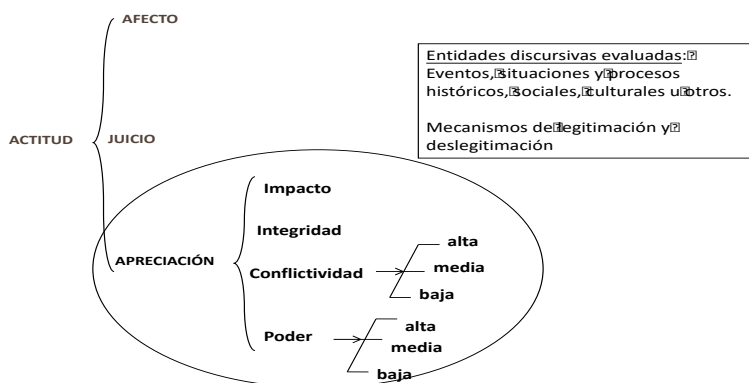 AFECTO
Entidades discursivas evaluadas:
Eventos, situaciones y procesos
históricos, sociales, culturales u otros.
Mecanismos de legitimación y
deslegitimación
ACTITUD
JUICIO
Impacto
Integridad
APRECIACIÓN
Conflictividad
alta
media
baja
Poder
alta
media
baja